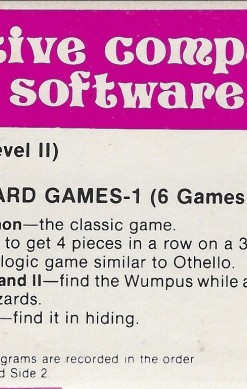 tive comp
software
evel II)
ARD GAMES-1 (6 Games
on—the classic game.
to get 4 pieces in a row on a 3
logic game similar to Othello.
and II—find the Wumpus while a
zards.
—find it in hiding.
grams are recorded in the order
d Side 2.